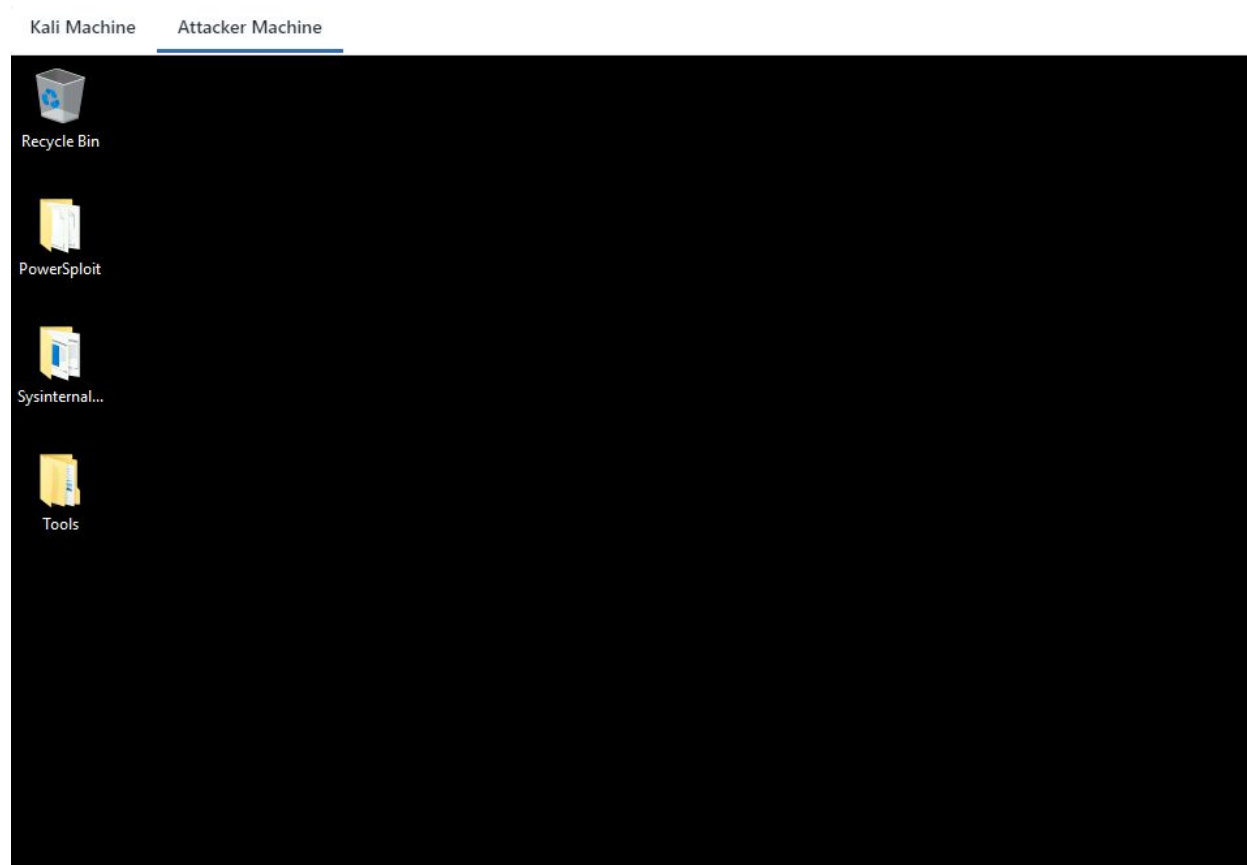 Kali Machine Attacker Machine
Recycle Bin
PowerSploit
Sysinternal...
Tools